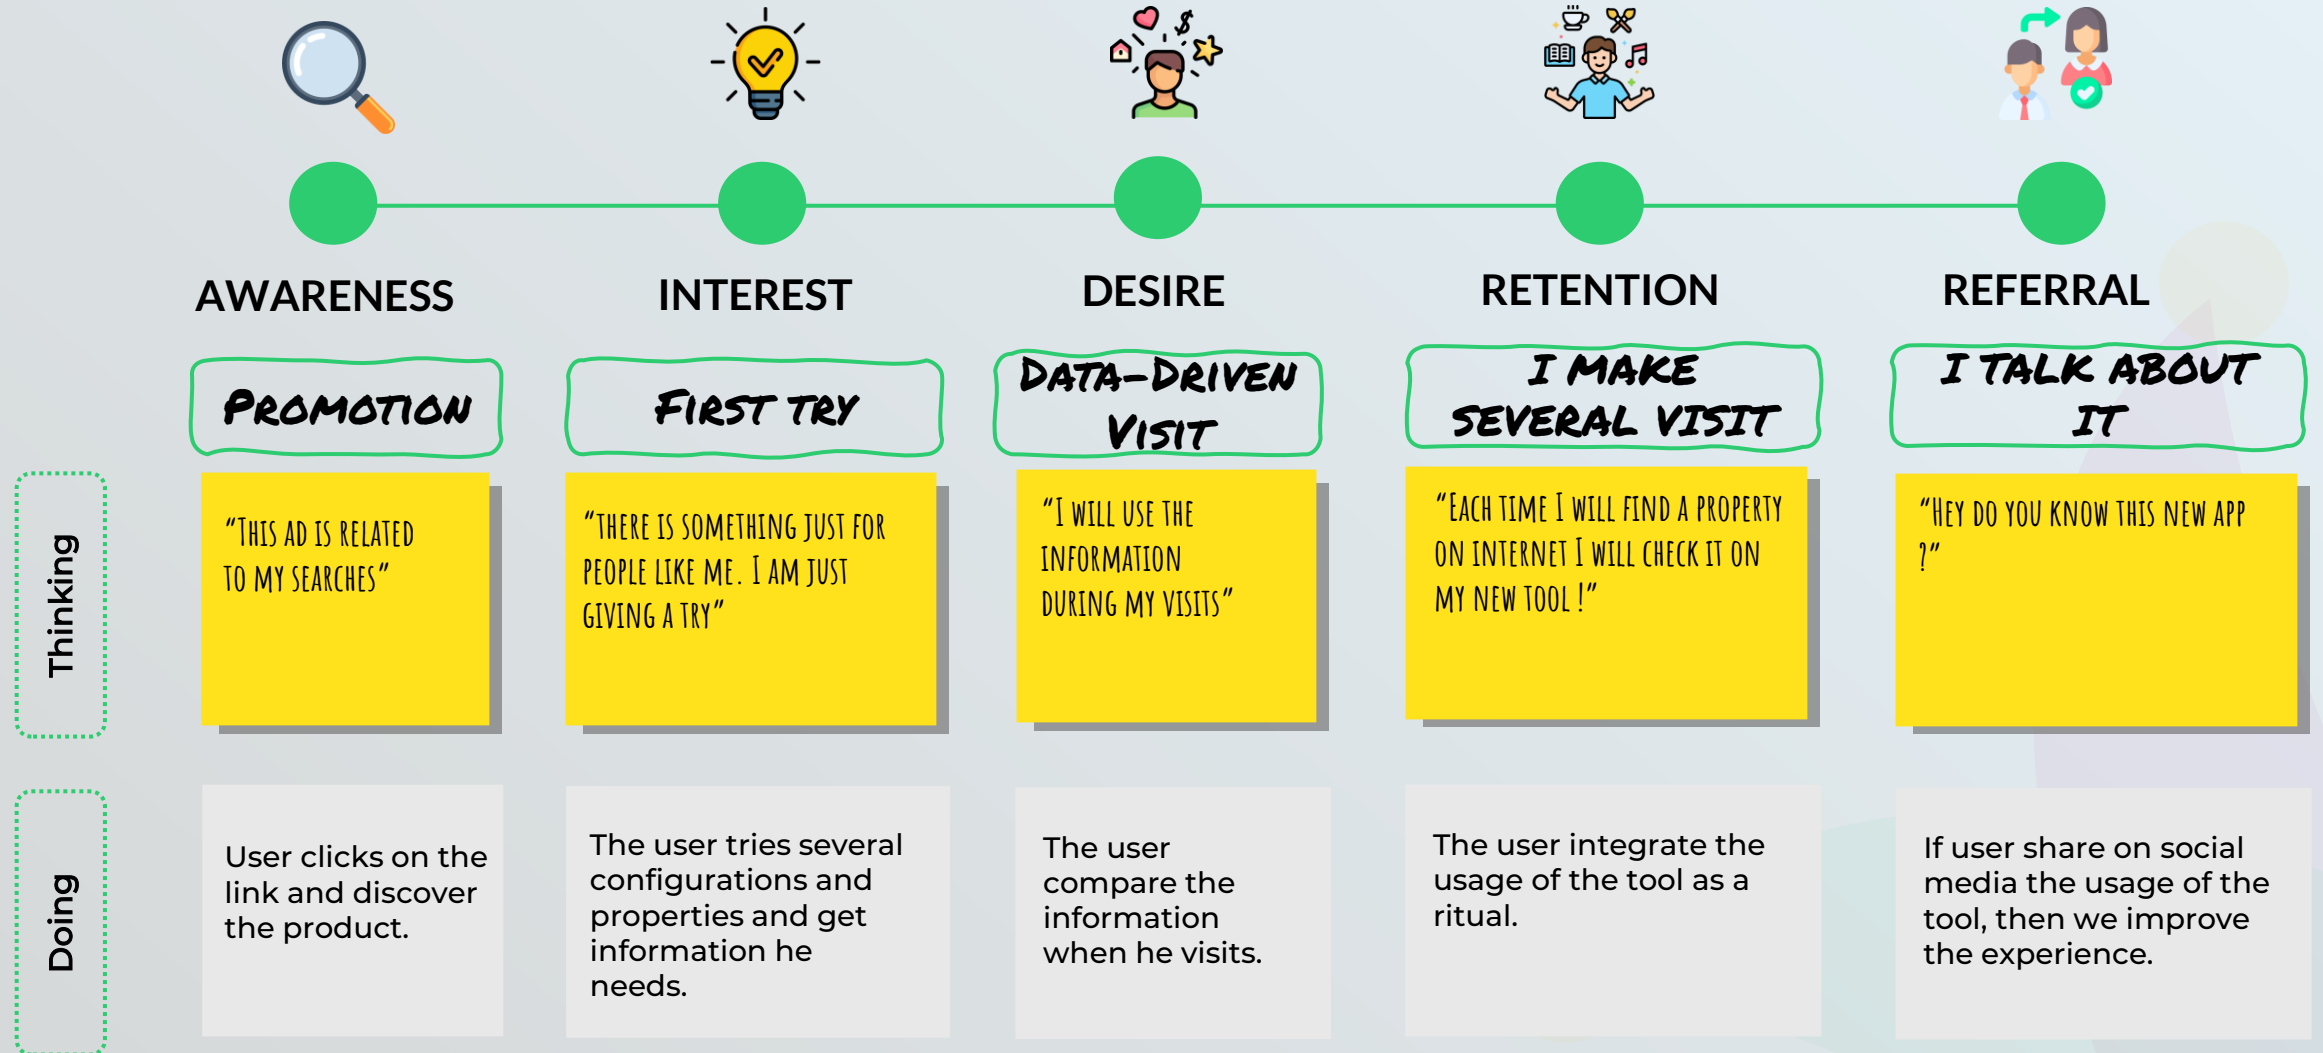 AWARENESS
INTEREST
DESIRE
RETENTION
REFERRAL
PROMOTION
FIRST TRY
DATA-DRIVEN
VISIT
I MAKE
SEVERAL VISIT
I TALK ABOUT
IT
Thinking
"THIS AD IS RELATED
TO MY SEARCHES"
"THERE IS SOMETHING JUST FOR
PEOPLE LIKE ME. I AM JUST
GIVING A TRY"
"I WILL USE THE
INFORMATION
DURING MY VISITS"
"EACH TIME I WILL FIND A PROPERTY
ON INTERNET I WILL CHECK IT ON
MY NEW TOOL !"
"HEY DO YOU KNOW THIS NEW APP
?"
Doing
User clicks on the
link and discover
the product.
The user tries several
configurations and
properties and get
information he
needs.
The user
compare the
information
when he visits.
The user integrate the
usage of the tool as a
ritual.
If user share on social
media the usage of the
tool, then we improve
the experience.